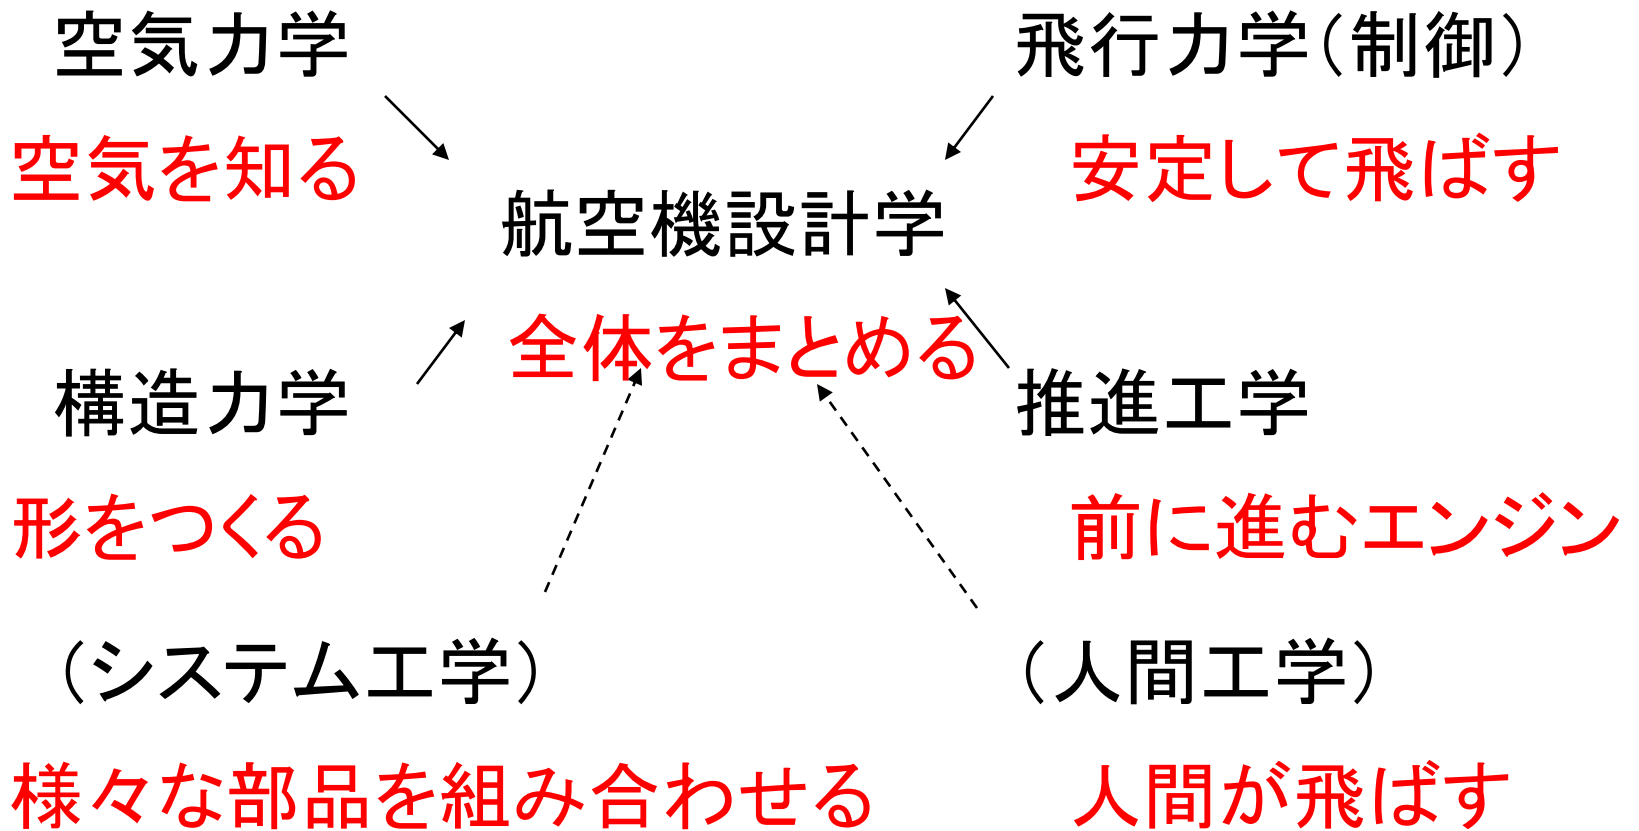 空気力学
飛行力学(制御)
空気を知る
安定して飛ばす
航空機設計学
全体をまとめる
構造力学
推進工学
形をつくる
前に進むエンジン
(システム工学)
(人間工学)
様々な部品を組み合わせる
人間が飛ばす